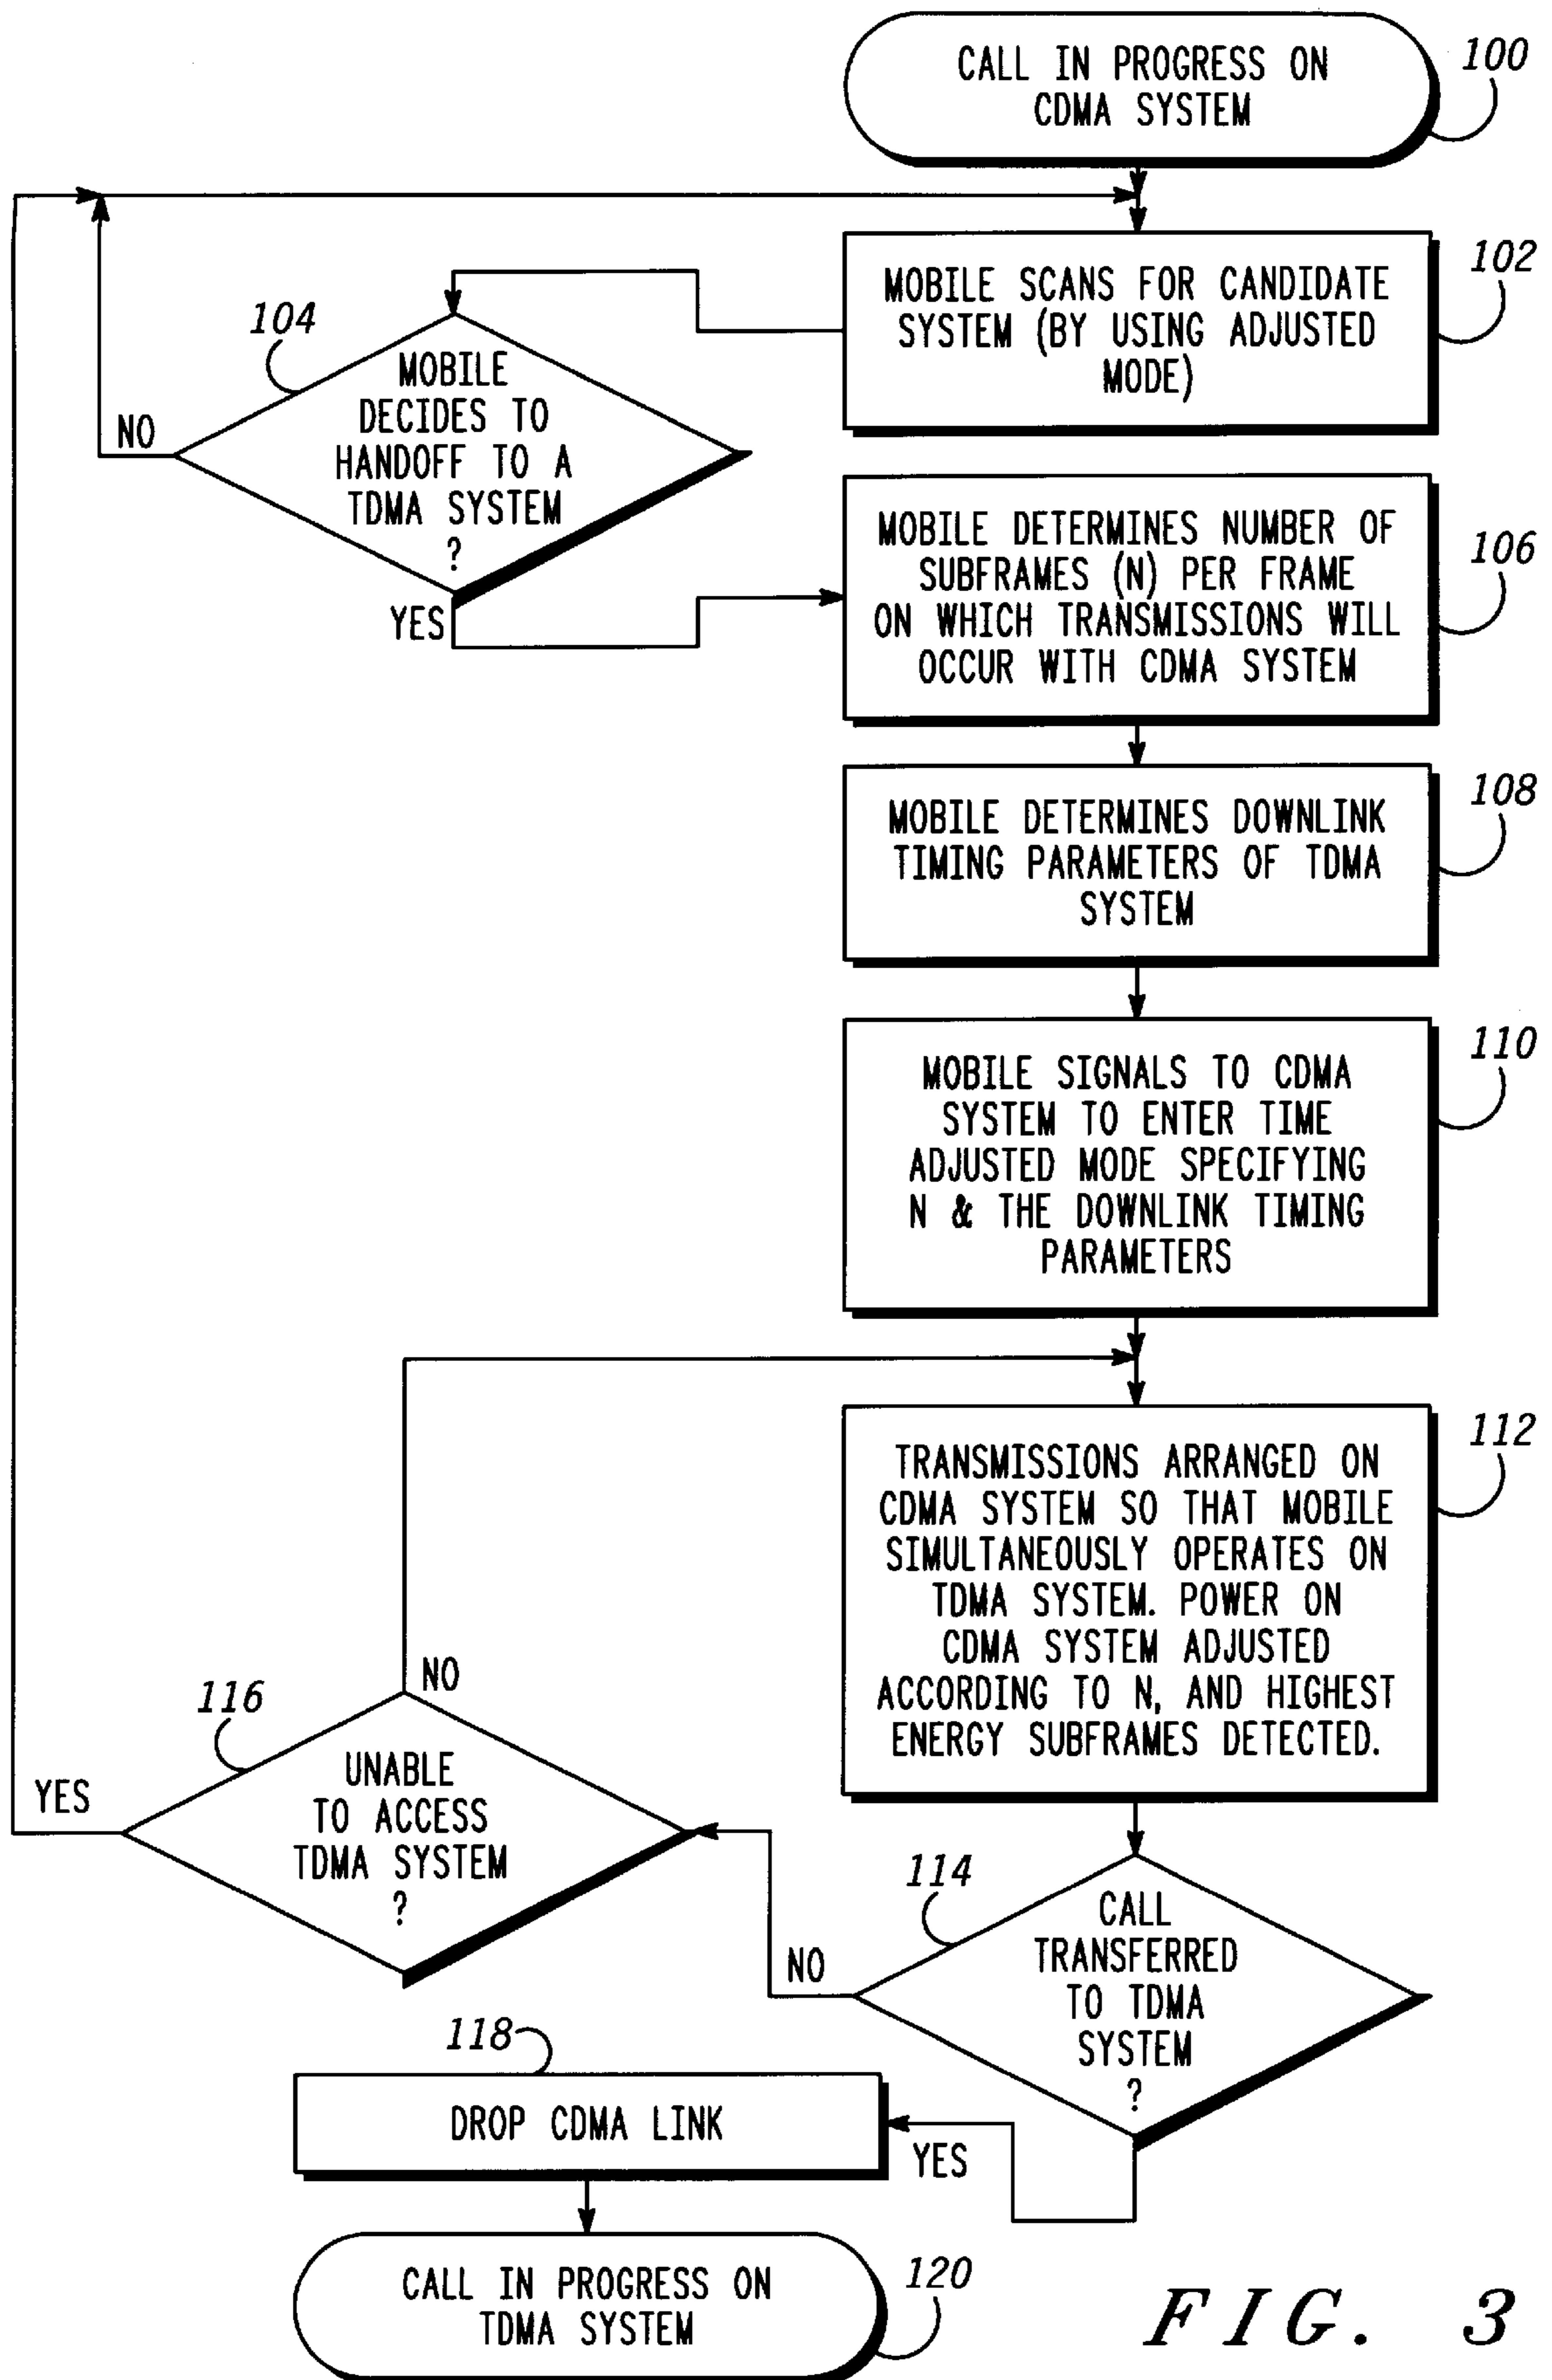 CALL IN PROGRESS ON
CDMA SYSTEM
100
MOBILE SCANS FOR CANDIDATE
SYSTEM (BY USING ADJUSTED
MODE)
102
104
MOBILE
DECIDES TO
HANDOFF TO A
TDMA SYSTEM
?
NO
YES
MOBILE DETERMINES NUMBER OF
SUBFRAMES (N) PER FRAME
ON WHICH TRANSMISSIONS WILL
OCCUR WITH CDMA SYSTEM
106
MOBILE DETERMINES DOWNLINK
TIMING PARAMETERS OF TDMA
SYSTEM
108
MOBILE SIGNALS TO CDMA
SYSTEM TO ENTER TIME
ADJUSTED MODE SPECIFYING
N & THE DOWNLINK TIMING
PARAMETERS
110
TRANSMISSIONS ARRANGED ON
CDMA SYSTEM SO THAT MOBILE
SIMULTANEOUSLY OPERATES ON
TDMA SYSTEM. POWER ON
CDMA SYSTEM ADJUSTED
ACCORDING TO N, AND HIGHEST
ENERGY SUBFRAMES DETECTED.
112
114
CALL
TRANSFERRED
TO TDMA
SYSTEM
?
NO
YES
116
UNABLE
TO ACCESS
TDMA SYSTEM
?
NO
YES
118
DROP CDMA LINK
CALL IN PROGRESS ON
TDMA SYSTEM
120
FIG. 3